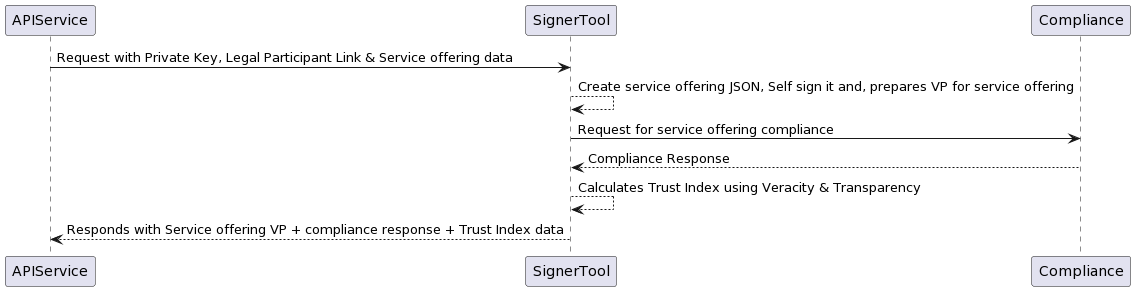 APIService
SignerTool
Compliance
Request with Private Key, Legal Participant Link & Service offering data
Create service offering JSON, Self sign it and, prepares VP for service offering
Request for service offering compliance
Compliance Response
Calculates Trust Index using Veracity & Transparency
Responds with Service offering VP + compliance response + Trust Index data
APIService
SignerTool
Compliance